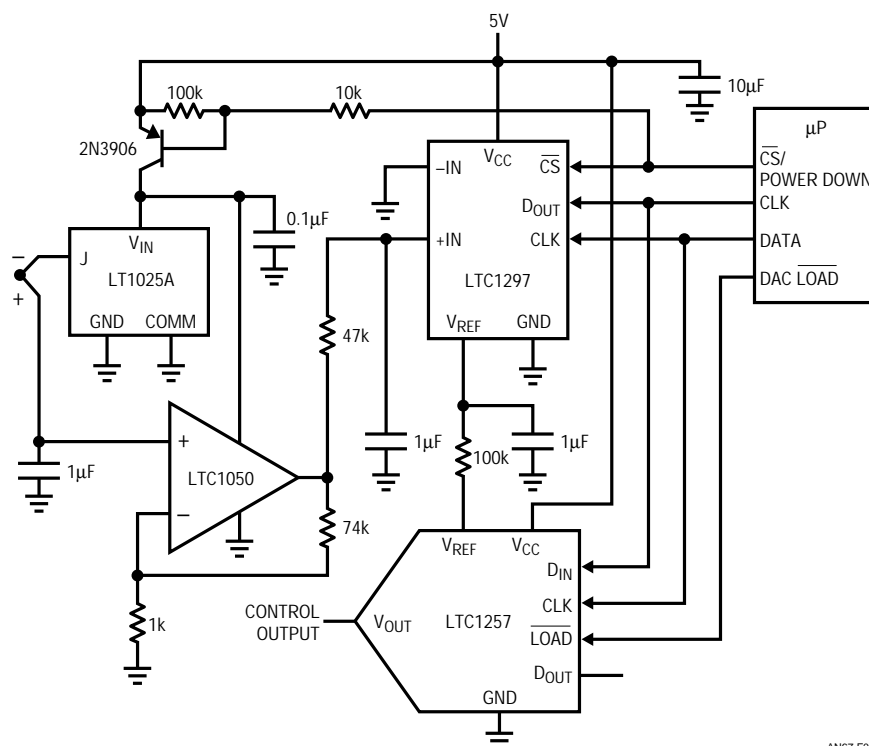 5V
100k
10k
10µF
2N3906
µP
VCC
CS
–IN
CS/
POWER DOWN
DOUT
CLK
0.1µF
+IN
CLK
DATA
VIN
J
LT1025A
LTC1297
DAC LOAD
–
+
GND
COMM
VREF
GND
47k
1µF
+
LTC1050
–
1µF
100k
1µF
74k
VREF
VCC
DIN
1k
CONTROL
OUTPUT
VOUT
LTC1257
CLK
LOAD
DOUT
GND